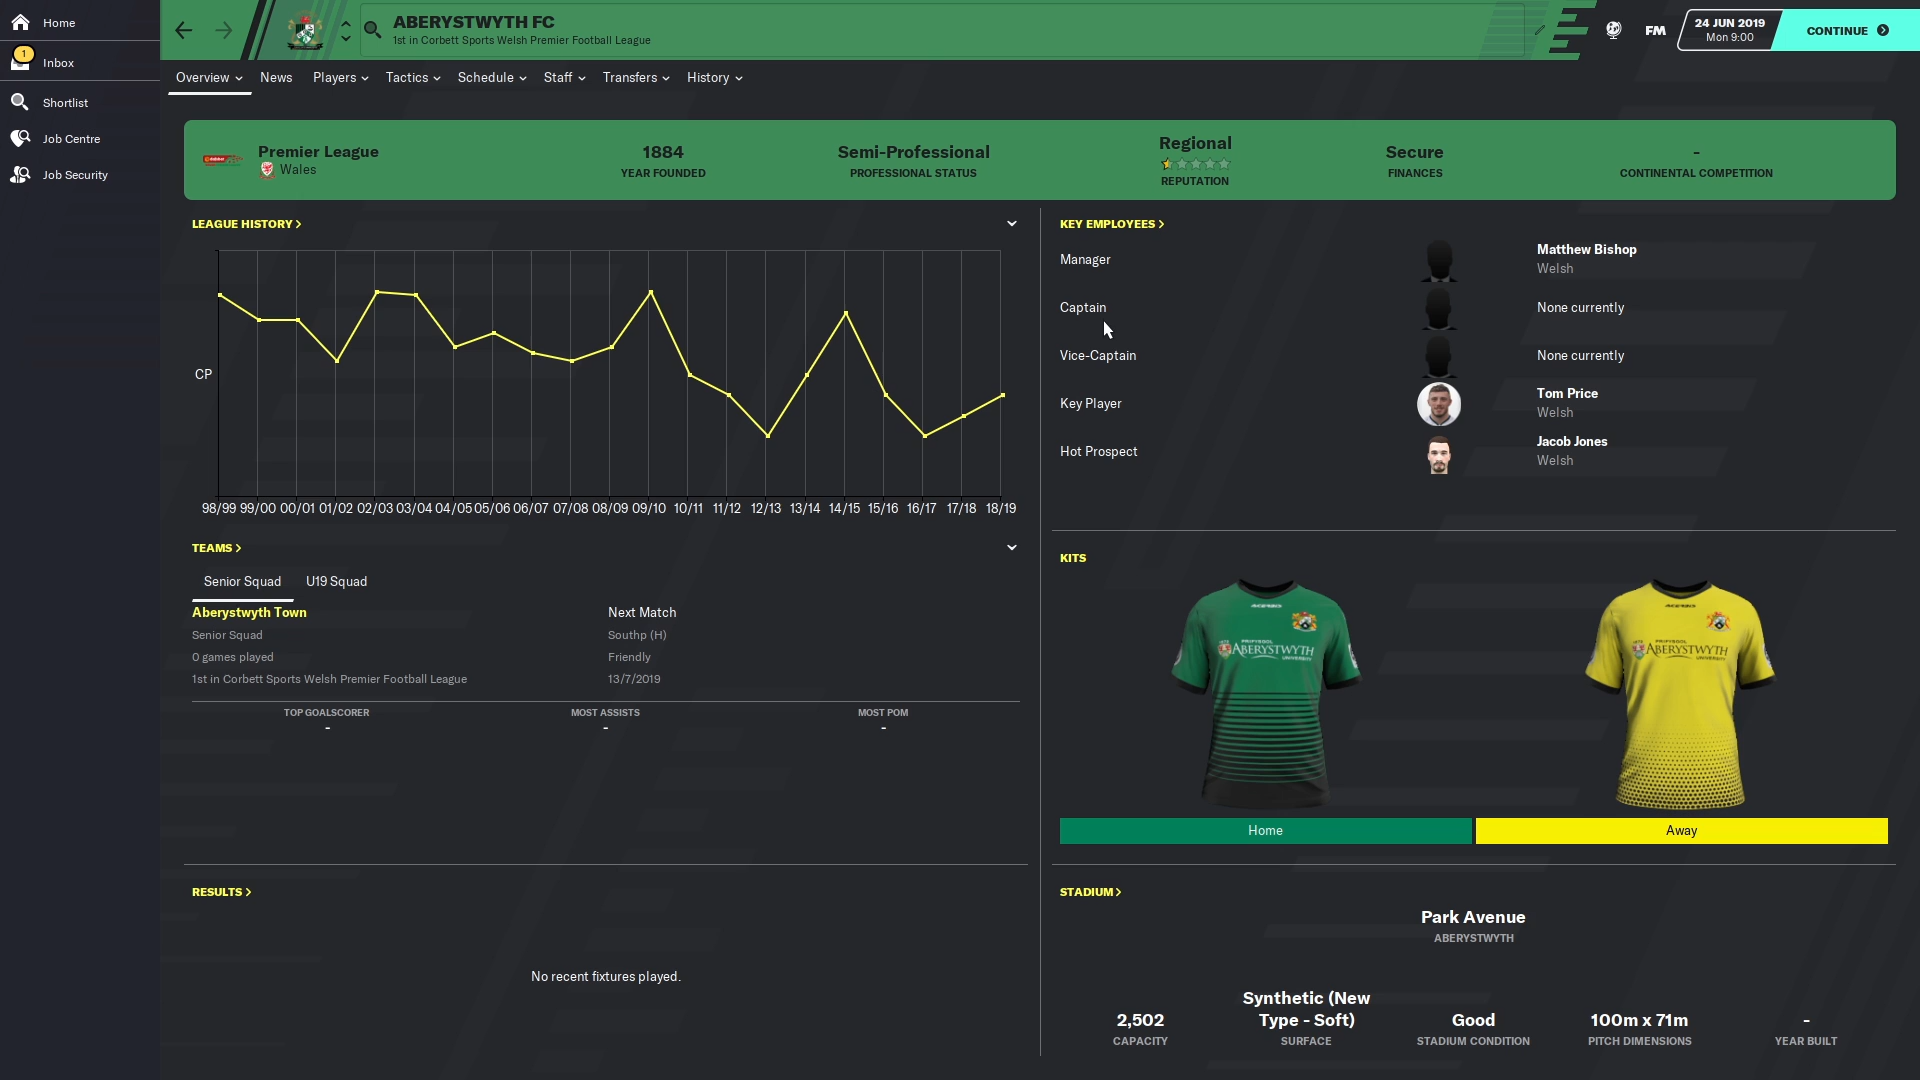 Home
1
Inbox
Shortlist
Job Centre
Job Security
ABERYSTWYTH FC
1st in Corbett Sports Welsh Premier Football League
FM
24 JUN 2019
Mon 9:00
CONTINUE
Overview
News
Players
Tactics
Schedule
Staff
Transfers
History
Premier League
Wales
1884
YEAR FOUNDED
Semi-Professional
PROFESSIONAL STATUS
Regional
REPUTATION
Secure
FINANCES
-
CONTINENTAL COMPETITION
LEAGUE HISTORY >
CP
98/99 99/00 00/01 01/02 02/03 03/04 04/05 05/06 06/07 07/08 08/09 09/10 10/11 11/12 12/13 13/14 14/15 15/16 16/17 17/18 18/19
TEAMS >
Senior Squad
U19 Squad
Aberystwyth Town
Senior Squad
0 games played
1st in Corbett Sports Welsh Premier Football League
Next Match
Southp (H)
Friendly
13/7/2019
TOP GOALSCORER
-
MOST ASSISTS
-
MOST POM
-
RESULTS >
No recent fixtures played.
KEY EMPLOYEES >
Manager
Matthew Bishop
Welsh
Captain
None currently
Vice-Captain
None currently
Key Player
Tom Price
Welsh
Hot Prospect
Jacob Jones
Welsh
KITS
ACERBIS
PRIFYSGOL
ABERYSTWYTH
UNIVERSITY
ACERBIS
PRIFYSGOL
ABERYSTWYTH
UNIVERSITY
Home
Away
STADIUM >
Park Avenue
ABERYSTWYTH
2,502
CAPACITY
Synthetic (New
Type - Soft)
SURFACE
Good
STADIUM CONDITION
100m x 71m
PITCH DIMENSIONS
-
YEAR BUILT